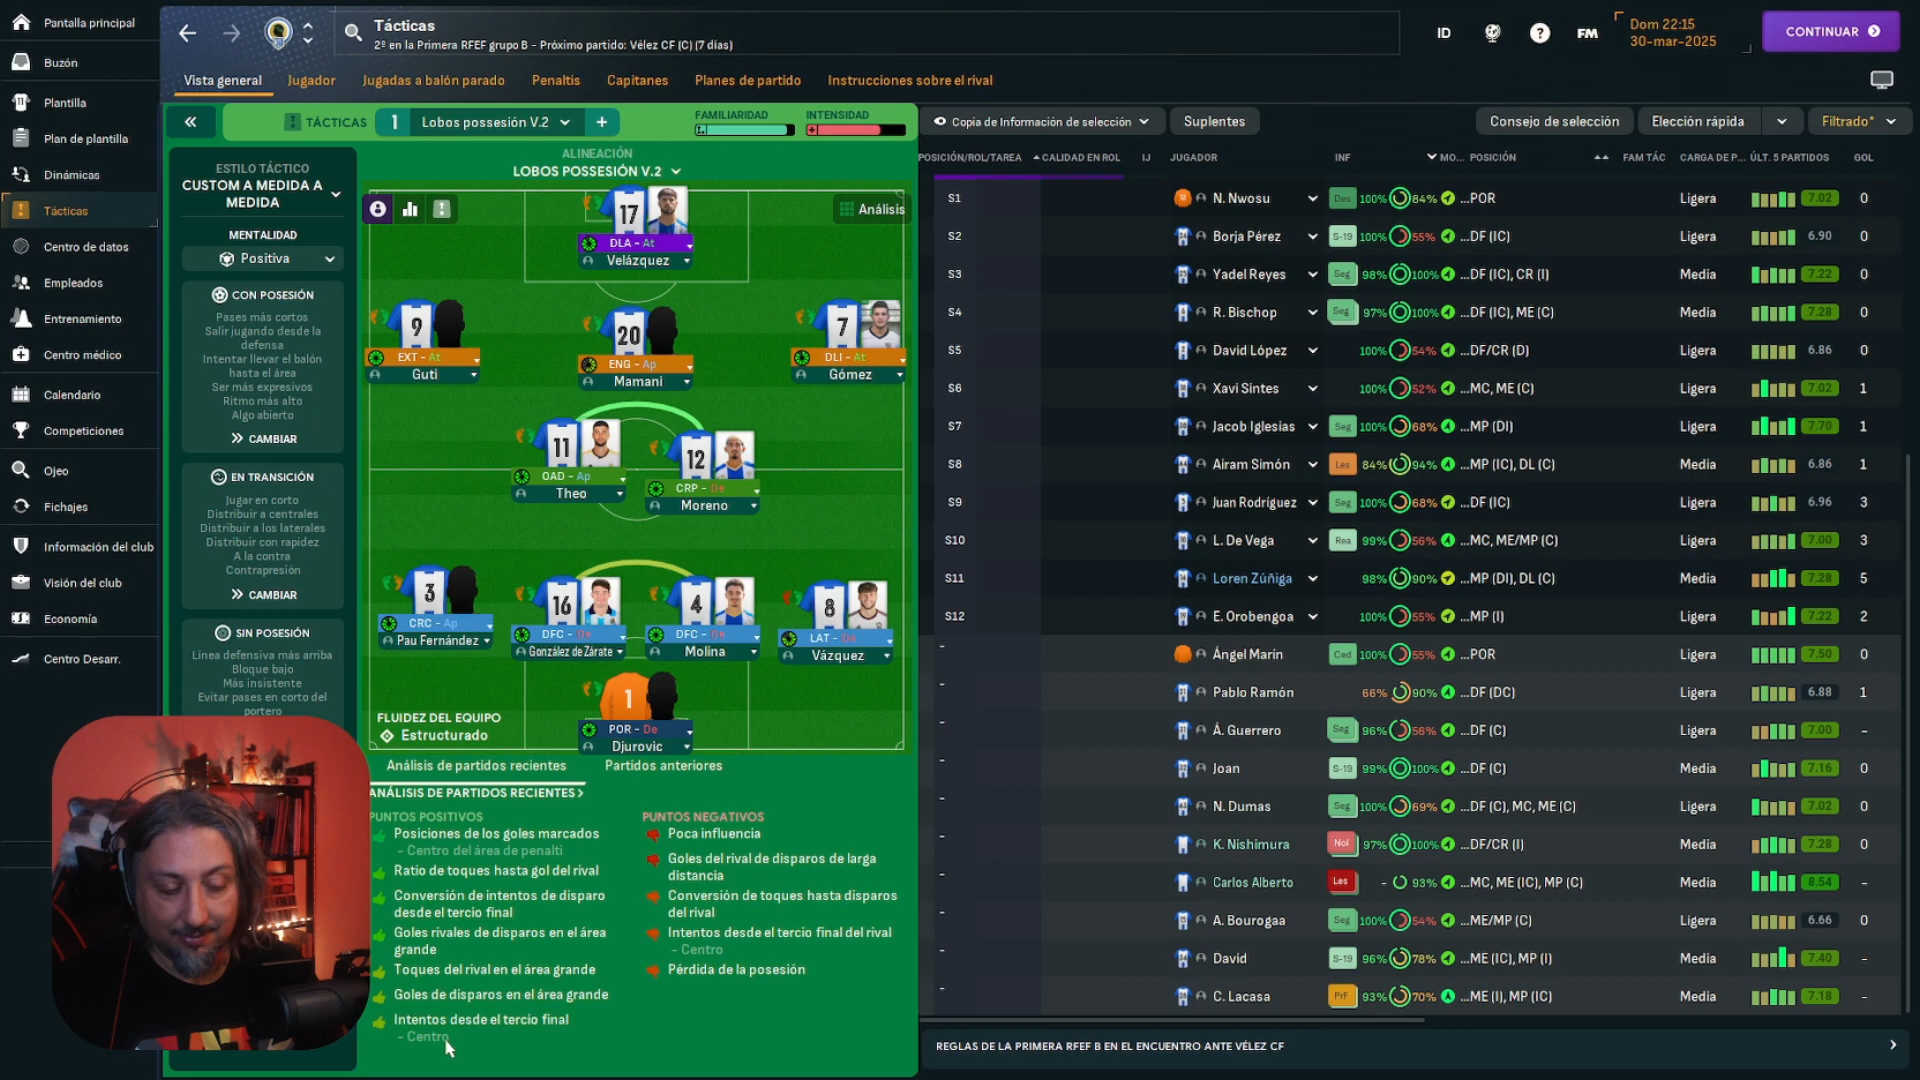 Pantalla principal
Buzón
Plantilla
Plan de plantilla
Dinámicas
Tácticas
Centro de datos
Empleados
Entrenamiento
Centro médico
Calendario
Competiciones
Ojeo
Fichajes
Información del club
Visión del club
Economía
Centro Desarr.
Tácticas
2º en la Primera RFEF grupo B - Próximo partido: Vélez CF (C) (7 días)
ID
FM
Dom 22:15
30-mar-2025
CONTINUAR
Vista general
Jugador
Jugadas a balón parado
Penaltis
Capitanes
Planes de partido
Instrucciones sobre el rival
TÁCTICAS
1
Lobos possesión V.2
FAMILIARIDAD
INTENSIDAD
ESTILO TÁCTICO
CUSTOM A MEDIDA A MEDIDA
MENTALIDAD
Positiva
CON POSESIÓN
Pases más cortos
Salir jugando desde la
defensa
Intentar llevar el balón
hasta el área
Ser más expresivos
Ritmo más alto
Algo abierto
CAMBIAR
EN TRANSICIÓN
Jugar en corto
Distribuir a centrales
Distribuir a los laterales
Distribuir con rapidez
A la contra
Contrapresión
CAMBIAR
SIN POSESIÓN
Línea defensiva más arriba
Bloque bajo
Más insistente
Evitar pases en corto del
portero
ALINEACIÓN
LOBOS POSSESIÓN V.2
Análisis
17
DLA - At
Velázquez
9
EXT - At
Guti
20
ENG - Ap
Mamani
7
DLI - At
Gómez
11
OAD - Ap
Theo
12
CRP - De
Moreno
3
CRC - Ap
Pau Fernández
16
DFC - De
González de Zárate
4
DFC - De
Molina
8
LAT - De
Vázquez
1
POR - De
Djurovic
FLUIDEZ DEL EQUIPO
Estructurado
Análisis de partidos recientes
Partidos anteriores
ANÁLISIS DE PARTIDOS RECIENTES >
PUNTOS POSITIVOS
Posiciones de los goles marcados
- Centro del área de penalti
Ratio de toques hasta gol del rival
Conversión de intentos de disparo
desde el tercio final
Goles rivales de disparos en el área
grande
Toques del rival en el área grande
Goles de disparos en el área grande
Intentos desde el tercio final
- Centro
PUNTOS NEGATIVOS
Poca influencia
Goles del rival de disparos de larga
distancia
Conversión de toques hasta disparos
del rival
Intentos desde el tercio final del rival
- Centro
Pérdida de la posesión
Copia de Información de selección
Suplentes
Consejo de selección
Elección rápida
Filtrado*
POSICIÓN/ROL/TAREA CALIDAD EN ROL IJ JUGADOR INF MO... POSICIÓN FAM TÁC CARGA DE P... ÚLT. 5 PARTIDOS GOL
S1 N. Nwosu Des 100% 84% ...POR Ligera 7.02 0
S2 Borja Pérez S-19 100% 55% ...DF (IC) Ligera 6.90 0
S3 Yadel Reyes Seg 98% 100% ...DF (IC), CR (I) Media 7.22 0
S4 R. Bischop Seg 97% 100% ...DF (IC), ME (C) Media 7.28 0
S5 David López 100% 54% ...DF/CR (D) Ligera 6.86 0
S6 Xavi Sintes 100% 52% ...MC, ME (C) Ligera 7.02 1
S7 Jacob Iglesias Seg 100% 68% ...MP (DI) Ligera 7.70 1
S8 Airam Simón Les 84% 94% ...MP (IC), DL (C) Media 6.86 1
S9 Juan Rodríguez Seg 100% 68% ...DF (IC) Ligera 6.96 3
S10 L. De Vega Rea 99% 56% ...MC, ME/MP (C) Ligera 7.00 3
S11 Loren Zúñiga 98% 90% ...MP (DI), DL (C) Media 7.28 5
S12 E. Orobengoa 100% 55% ...MP (I) Ligera 7.22 2
- Ángel Marín Ced 100% 55% ...POR Ligera 7.50 0
- Pablo Ramón 66% 90% ...DF (DC) Ligera 6.88 1
- Á. Guerrero Seg 96% 56% ...DF (C) Ligera 7.00 -
- Joan S-19 99% 100% ...DF (C) Media 7.16 0
- N. Dumas Seg 100% 69% ...DF (C), MC, ME (C) Ligera 7.02 0
- K. Nishimura Nol 97% 100% ...DF/CR (I) Media 7.28 0
- Carlos Alberto Les - 93% ...MC, ME (IC), MP (C) Media 8.54 -
- A. Bourogaa Seg 100% 54% ...ME/MP (C) Ligera 6.66 0
- David S-19 96% 78% ...ME (IC), MP (I) Media 7.40 -
- C. Lacasa PrF 93% 70% ...ME (I), MP (IC) Media 7.18 -
REGLAS DE LA PRIMERA RFEF B EN EL ENCUENTRO ANTE VÉLEZ CF